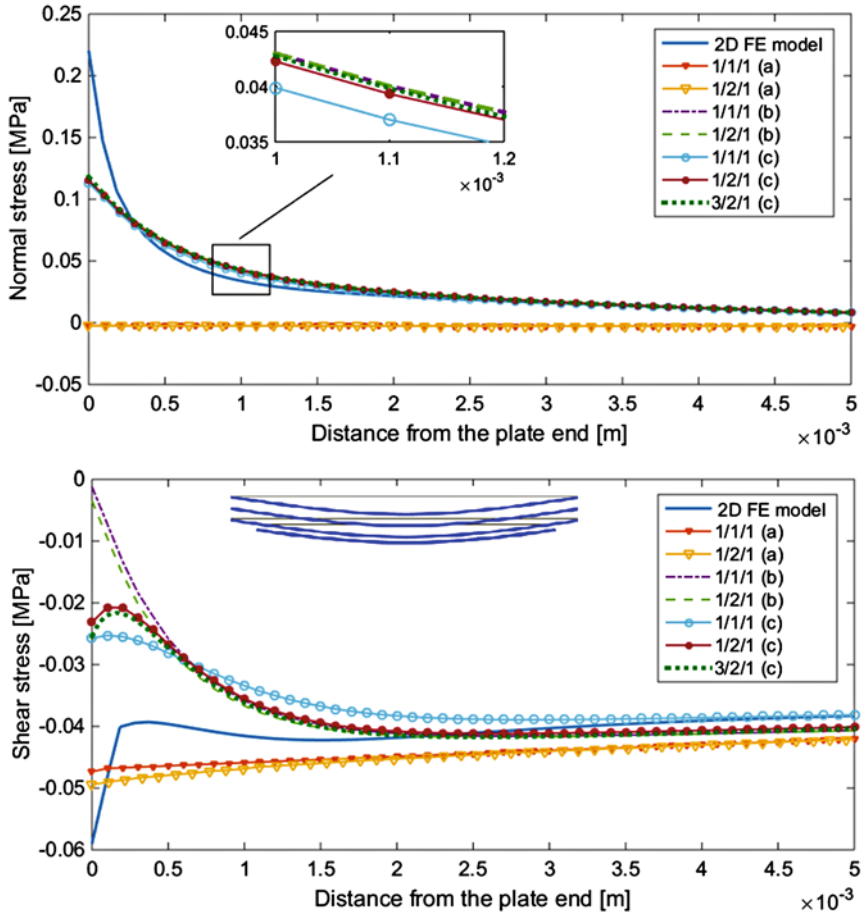 0.25
0.2
0.15
0.1
0.05
0
-0.05
Normal stress [MPa]
0.045
0.04
0.035
1 1.1 1.2
×10⁻³
2D FE model
1/1/1 (a)
1/2/1 (a)
1/1/1 (b)
1/2/1 (b)
1/1/1 (c)
1/2/1 (c)
3/2/1 (c)
0 0.5 1 1.5 2 2.5 3 3.5 4 4.5 5
Distance from the plate end [m]
×10⁻³
0
-0.01
-0.02
-0.03
-0.04
-0.05
-0.06
Shear stress [MPa]
2D FE model
1/1/1 (a)
1/2/1 (a)
1/1/1 (b)
1/2/1 (b)
1/1/1 (c)
1/2/1 (c)
3/2/1 (c)
0 0.5 1 1.5 2 2.5 3 3.5 4 4.5 5
Distance from the plate end [m]
×10⁻³